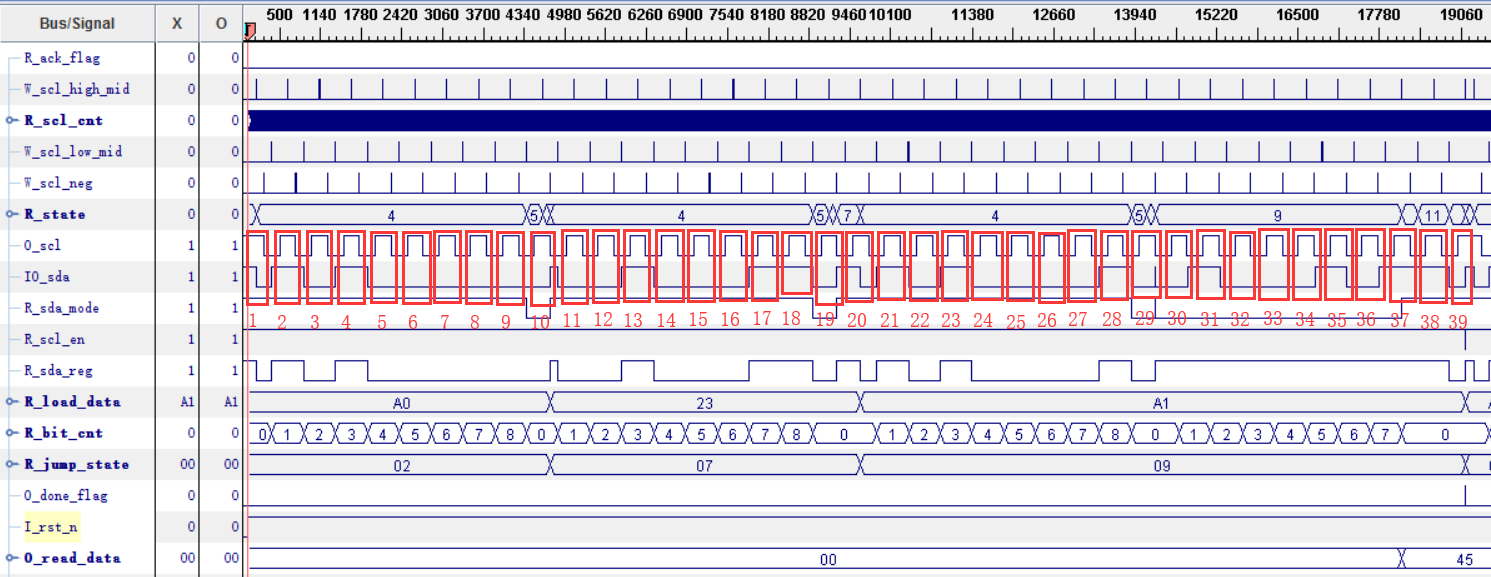 Bus/Signal X O 500 1140 1780 2420 3060 3700 4340 4980 5620 6260 6900 7540 8180 8820 9460 10100 11380 12660 13940 15220 16500 17780 19060
R_ack_flag 0 0
W_scl_high_mid 0 0
R_scl_cnt 0 0
W_scl_low_mid 0 0
W_scl_neg 0 0
R_state 0 0 4 5 4 5 7 4 5 9 11
O_scl 1 1
IO_sda 1 1
R_sda_mode 1 1
1 2 3 4 5 6 7 8 9 10 11 12 13 14 15 16 17 18 19 20 21 22 23 24 25 26 27 28 29 30 31 32 33 34 35 36 37 38 39
R_scl_en 1 1
R_sda_reg 1 1
R_load_data A1 A1 A0 23 A1
R_bit_cnt 0 0 0 1 2 3 4 5 6 7 8 0 1 2 3 4 5 6 7 8 0 1 2 3 4 5 6 7 8 0 1 2 3 4 5 6 7 0
R_jump_state 00 00 02 07 09
O_done_flag 0 0
I_rst_n 0 0
O_read_data 00 00 00 45